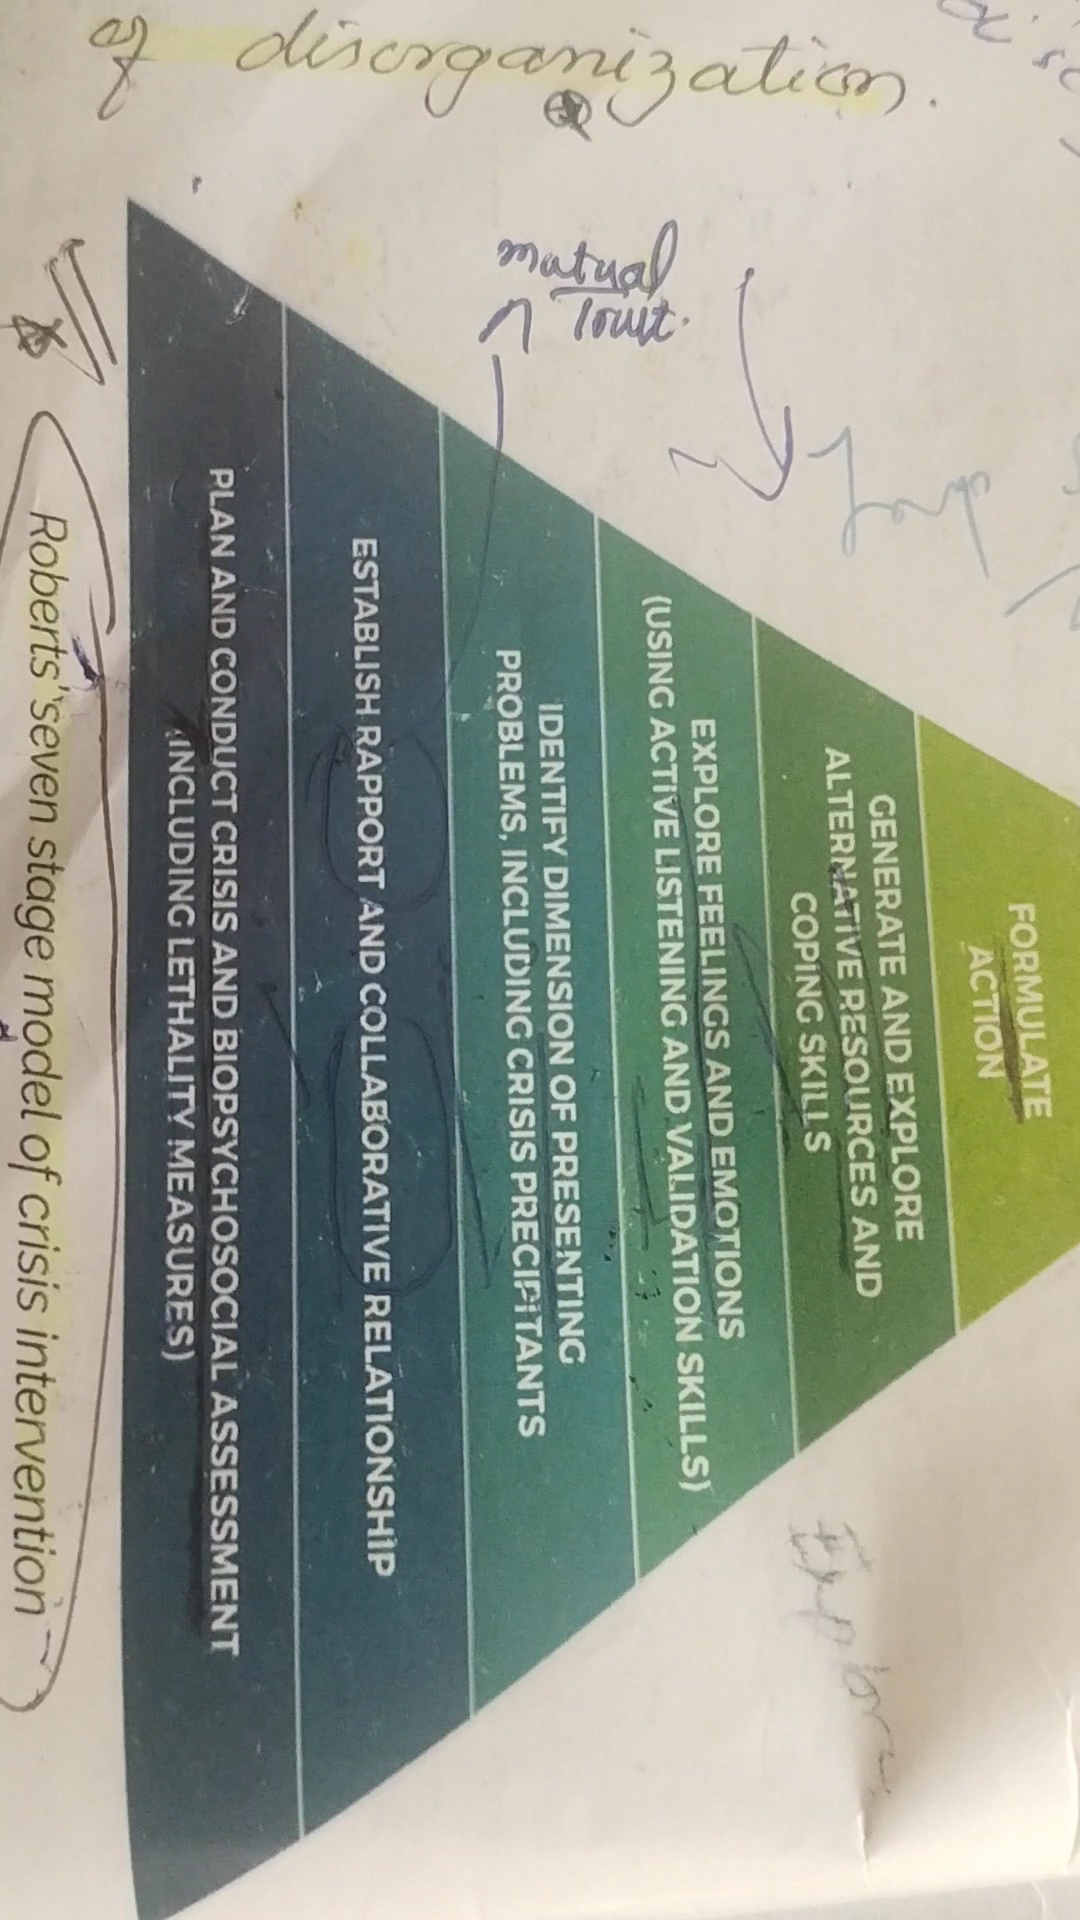 of disorganization.
mutual
trust.
FORMULATE
ACTION
GENERATE AND EXPLORE
ALTERNATIVE RESOURCES AND
COPING SKILLS
EXPLORE FEELINGS AND EMOTIONS
(USING ACTIVE LISTENING AND VALIDATION SKILLS)
IDENTIFY DIMENSION OF PRESENTING
PROBLEMS, INCLUDING CRISIS PRECIPITANTS
ESTABLISH RAPPORT AND COLLABORATIVE RELATIONSHIP
PLAN AND CONDUCT CRISIS AND BIOPSYCHOSOCIAL ASSESSMENT
(INCLUDING LETHALITY MEASURES)
Roberts' seven stage model of crisis intervention